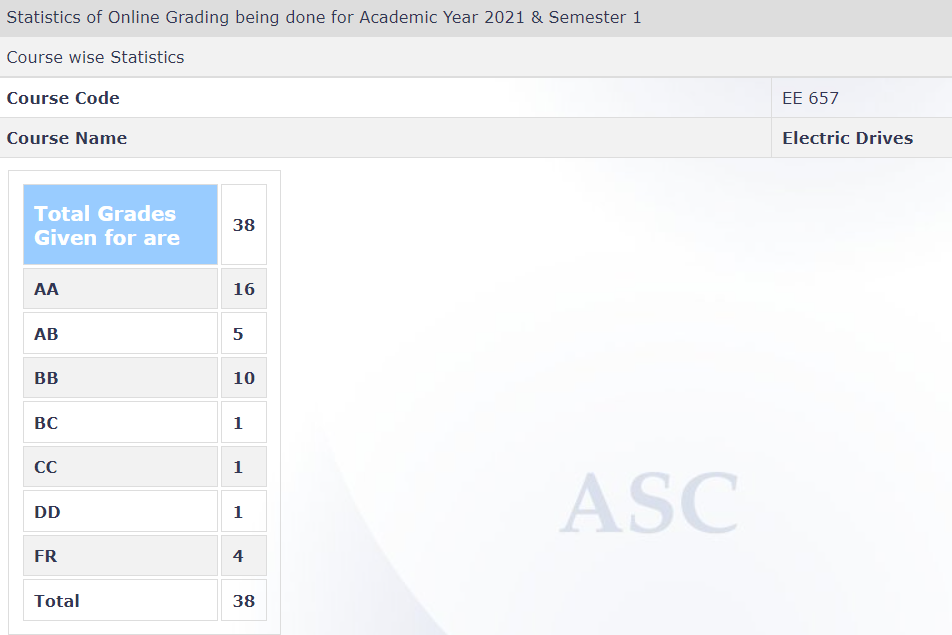 Statistics of Online Grading being done for Academic Year 2021 & Semester 1
Course wise Statistics
Course Code EE 657
Course Name Electric Drives
Total Grades
Given for are 38
AA 16
AB 5
BB 10
BC 1
CC 1
DD 1
FR 4
Total 38
ASC